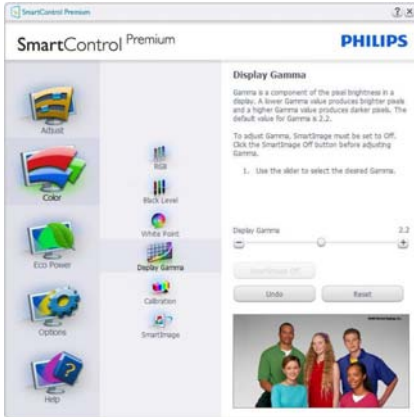 SmartControl Premium
SmartControl Premium
PHILIPS
Adjust
Color
Eco Power
Options
Help
RGB
Black Level
White Point
Display Gamma
Calibration
SmartImage
Display Gamma
Gamma is a component of the pixel brightness in a
display. A lower Gamma value produces brighter pixels
and a higher Gamma value produces darker pixels. The
default value for Gamma is 2.2.
To adjust Gamma, SmartImage must be set to Off.
Click the SmartImage Off button before adjusting
Gamma.
1. Use the slider to select the desired Gamma.
Display Gamma 2.2
SmartImage Off
Undo Reset